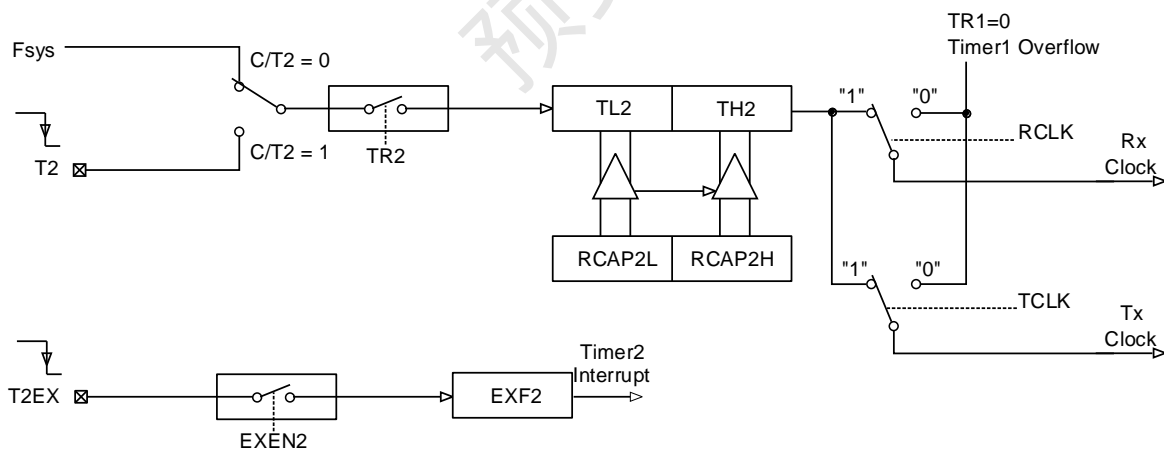 预
TR1=0
Timer1 Overflow
Fsys
C/T2 = 0
TL2
TH2
"1"
"0"
TR2
RCLK
Rx
Clock
T2
C/T2 = 1
RCAP2L
RCAP2H
"1"
"0"
TCLK
Tx
Clock
T2EX
EXEN2
EXF2
Timer2
Interrupt